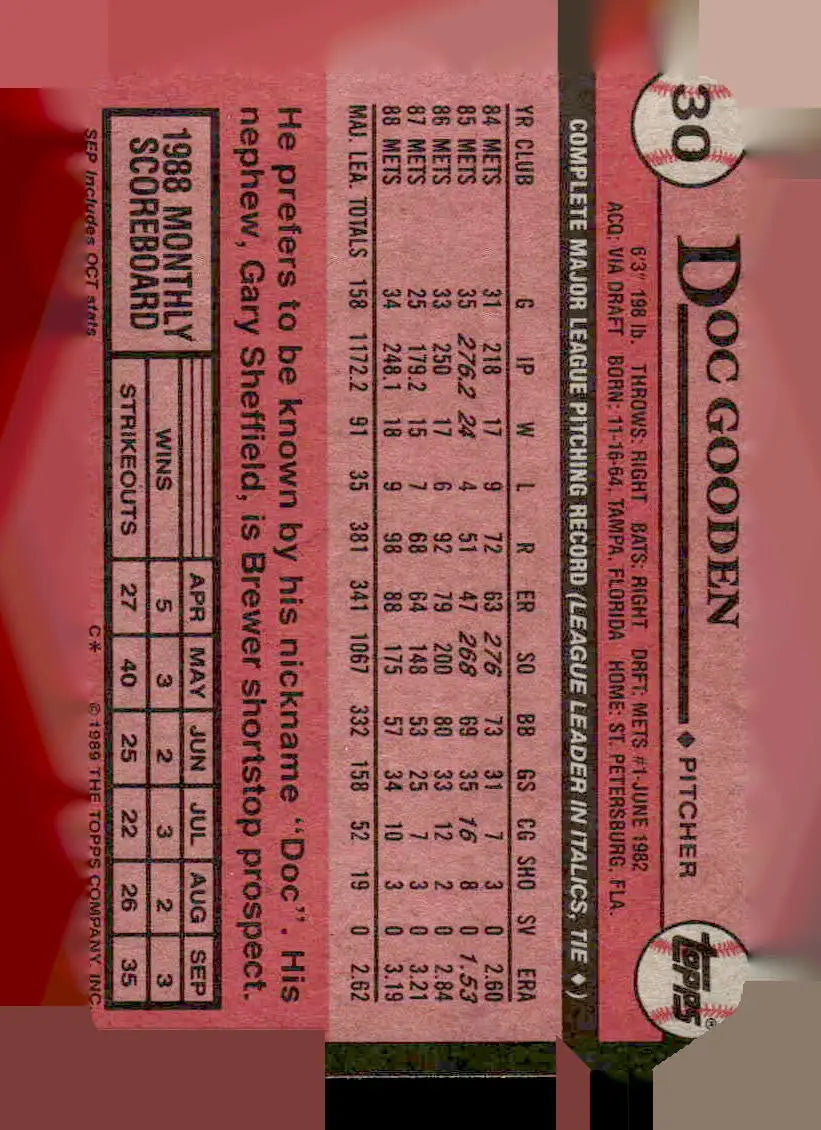 30
DOC GOODEN ♦ PITCHER
topps®
6'3" 198 lb. THROWS: RIGHT BATS: RIGHT DRFT: METS #1-JUNE 1982
ACQ: VIA DRAFT BORN: 11-16-64, TAMPA, FLORIDA HOME: ST. PETERSBURG, FLA.
COMPLETE MAJOR LEAGUE PITCHING RECORD (LEAGUE LEADER IN ITALICS, TIE ♦)
YR CLUB G IP W L R ER SO BB GS CG SHO SV ERA
84 METS 31 218 17 9 72 63 276 73 31 7 3 0 2.60
85 METS 35 276.2 24 4 51 47 268 69 35 16 8 0 1.53
86 METS 33 250 17 6 92 79 200 80 33 12 2 0 2.84
87 METS 25 179.2 15 7 68 64 148 53 25 7 3 0 3.21
88 METS 34 248.1 18 9 98 88 175 57 34 10 3 0 3.19
MAJ. LEA. TOTALS 158 1172.2 91 35 381 341 1067 332 158 52 19 0 2.62
He prefers to be known by his nickname "Doc". His
nephew, Gary Sheffield, is Brewer shortstop prospect.
1988 MONTHLY
SCOREBOARD
APR MAY JUN JUL AUG SEP
WINS 5 3 2 3 2 3
STRIKEOUTS 27 40 25 22 26 35
SEP Includes OCT stats
C* © 1989 THE TOPPS COMPANY, INC.